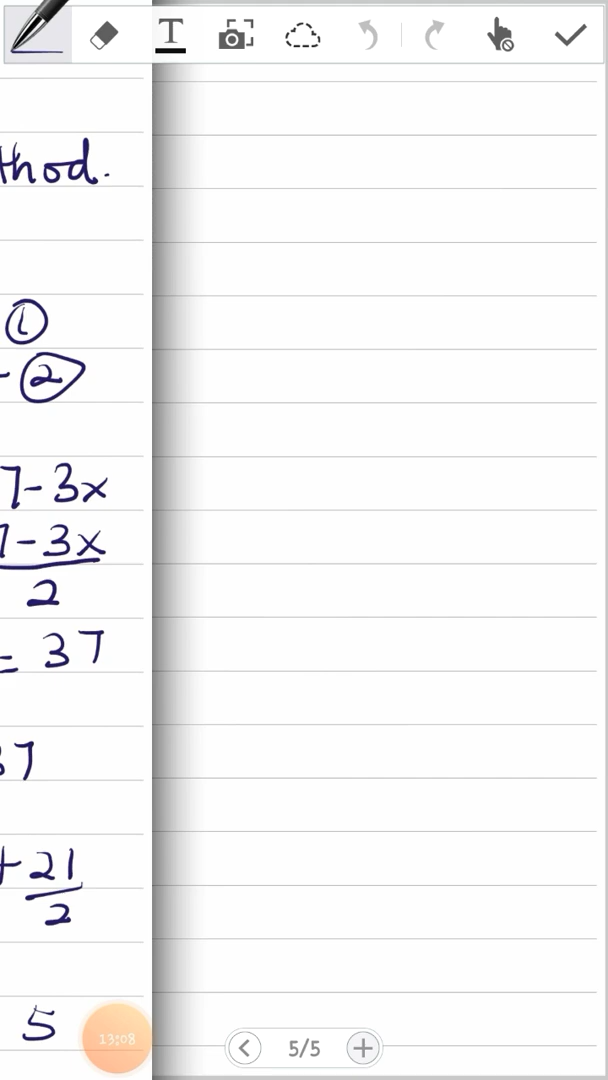 T
thod.
①
- ②
7-3x
7-3x
2
= 37
37
+ 21
2
5
13:08
5/5